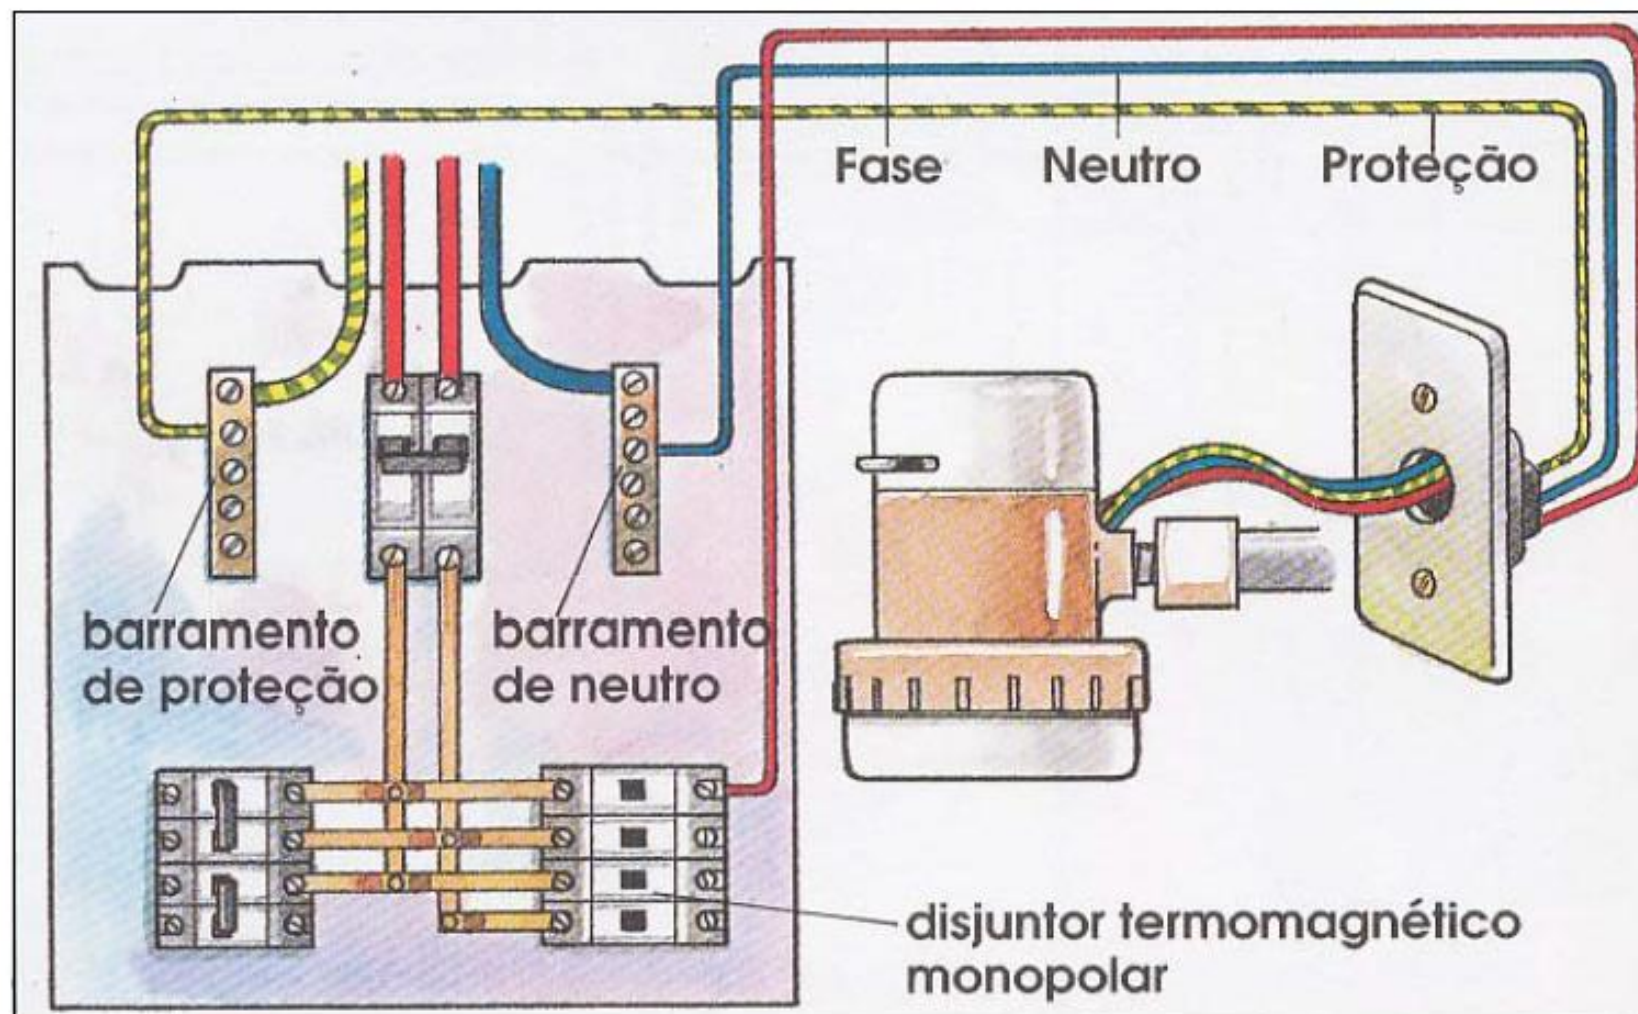 Fase
Neutro
Proteção
barramento
de proteção
barramento
de neutro
disjuntor termomagnético
monopolar